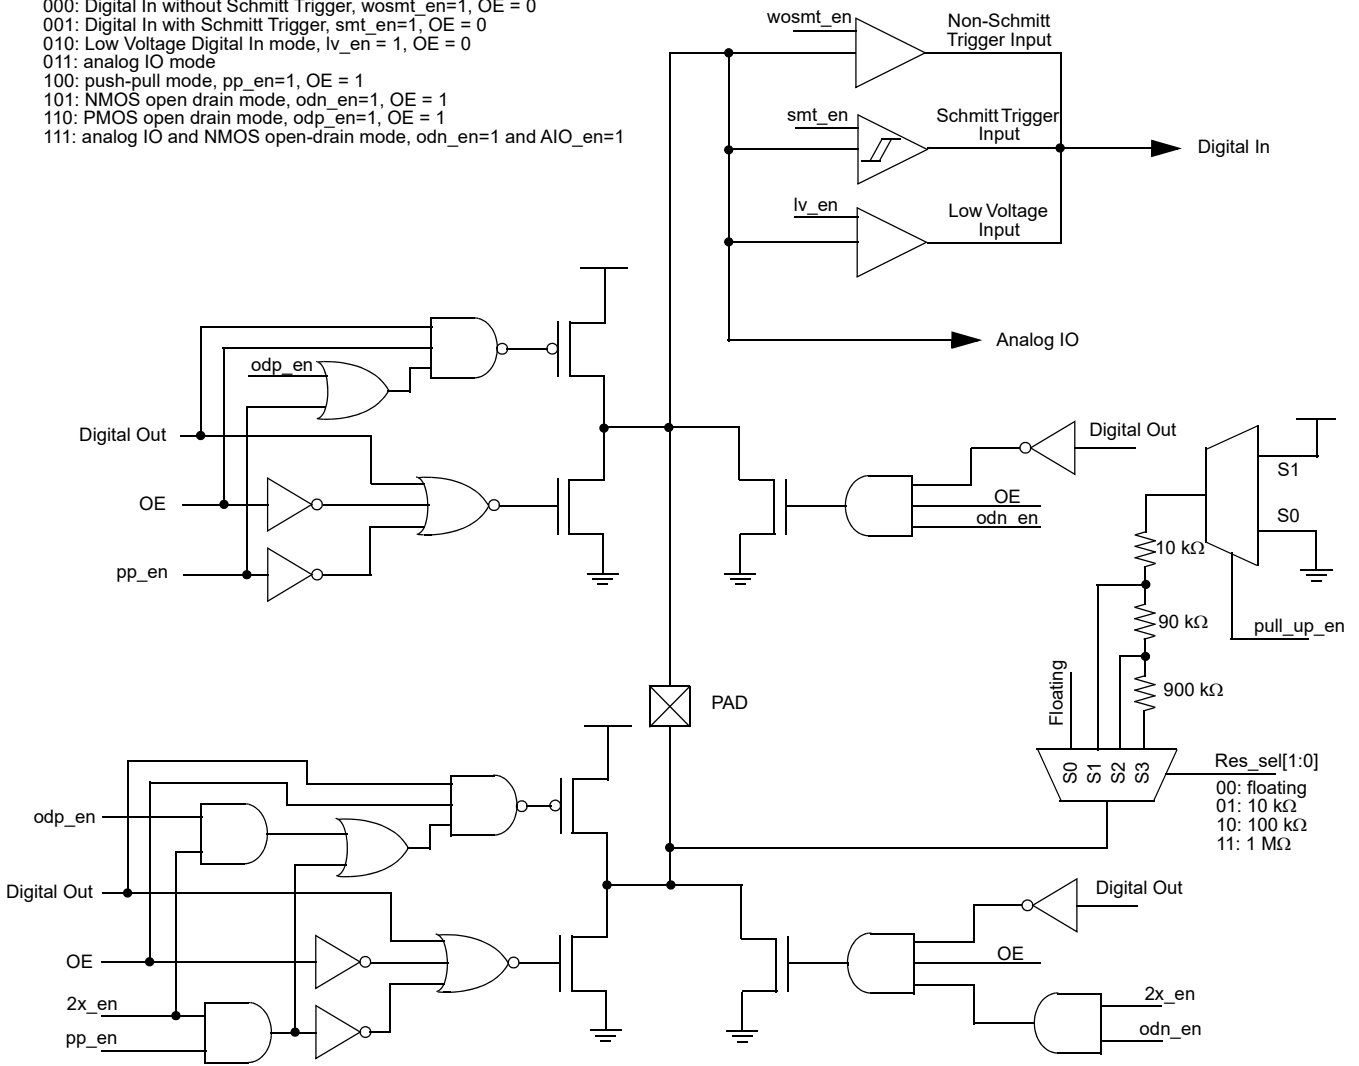 000: Digital In without Schmitt Trigger, wosmt_en=1, OE = 0
001: Digital In with Schmitt Trigger, smt_en=1, OE = 0
010: Low Voltage Digital In mode, lv_en = 1, OE = 0
011: analog IO mode
100: push-pull mode, pp_en=1, OE = 1
101: NMOS open drain mode, odn_en=1, OE = 1
110: PMOS open drain mode, odp_en=1, OE = 1
111: analog IO and NMOS open-drain mode, odn_en=1 and AIO_en=1
wosmt_en
Non-Schmitt
Trigger Input
smt_en
Schmitt Trigger
Input
Digital In
lv_en
Low Voltage
Input
Analog IO
odp_en
Digital Out
OE
pp_en
Digital Out
OE
odn_en
S1
S0
10 kΩ
90 kΩ
pull_up_en
900 kΩ
Floating
PAD
S0
S1
S2
S3
Res_sel[1:0]
00: floating
01: 10 kΩ
10: 100 kΩ
11: 1 MΩ
odp_en
Digital Out
OE
2x_en
pp_en
Digital Out
OE
2x_en
odn_en